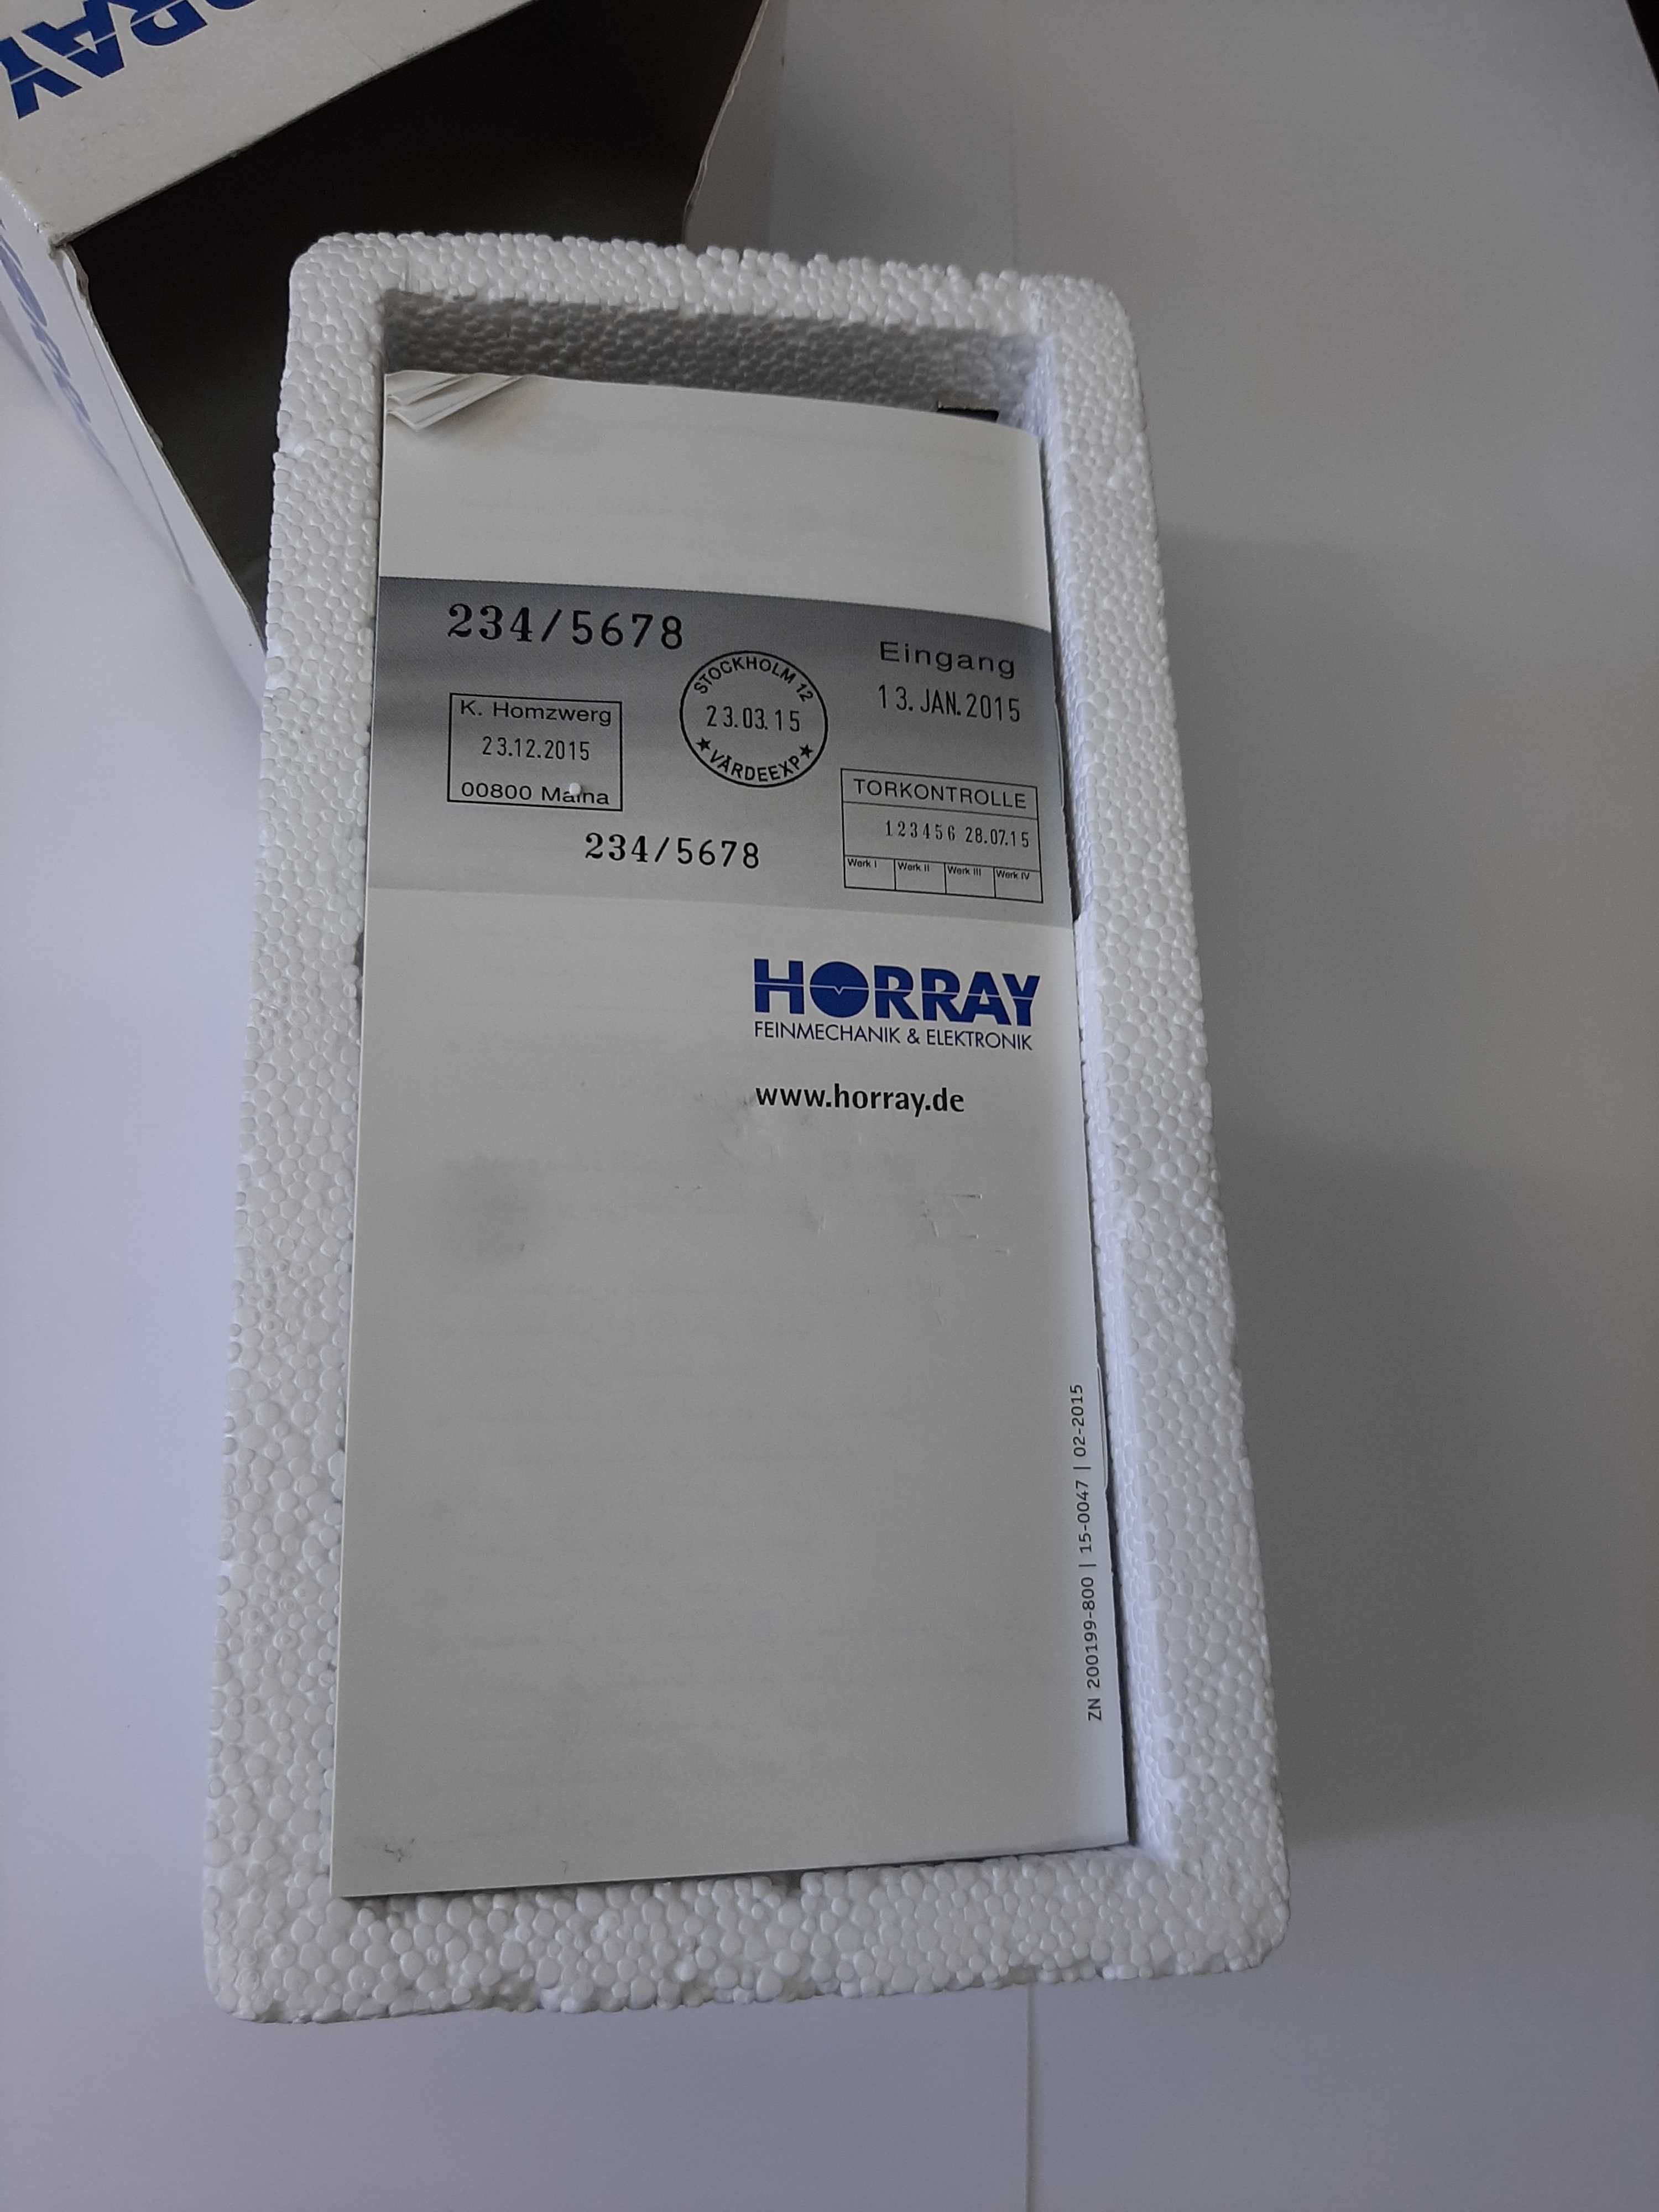 RRAY
234/5678
Eingang
13. JAN. 2015
STOCKHOLM 12
23.03.15
★ VÄRDEEXP ★
K. Homzwerg
23.12.2015
00800 Maina
TORKONTROLLE
123456 28.07.15
Werk I Werk II Werk III Werk IV
234/5678
HORRAY
FEINMECHANIK & ELEKTRONIK
www.horray.de
ZN 200199-800 | 15-0047 | 02-2015